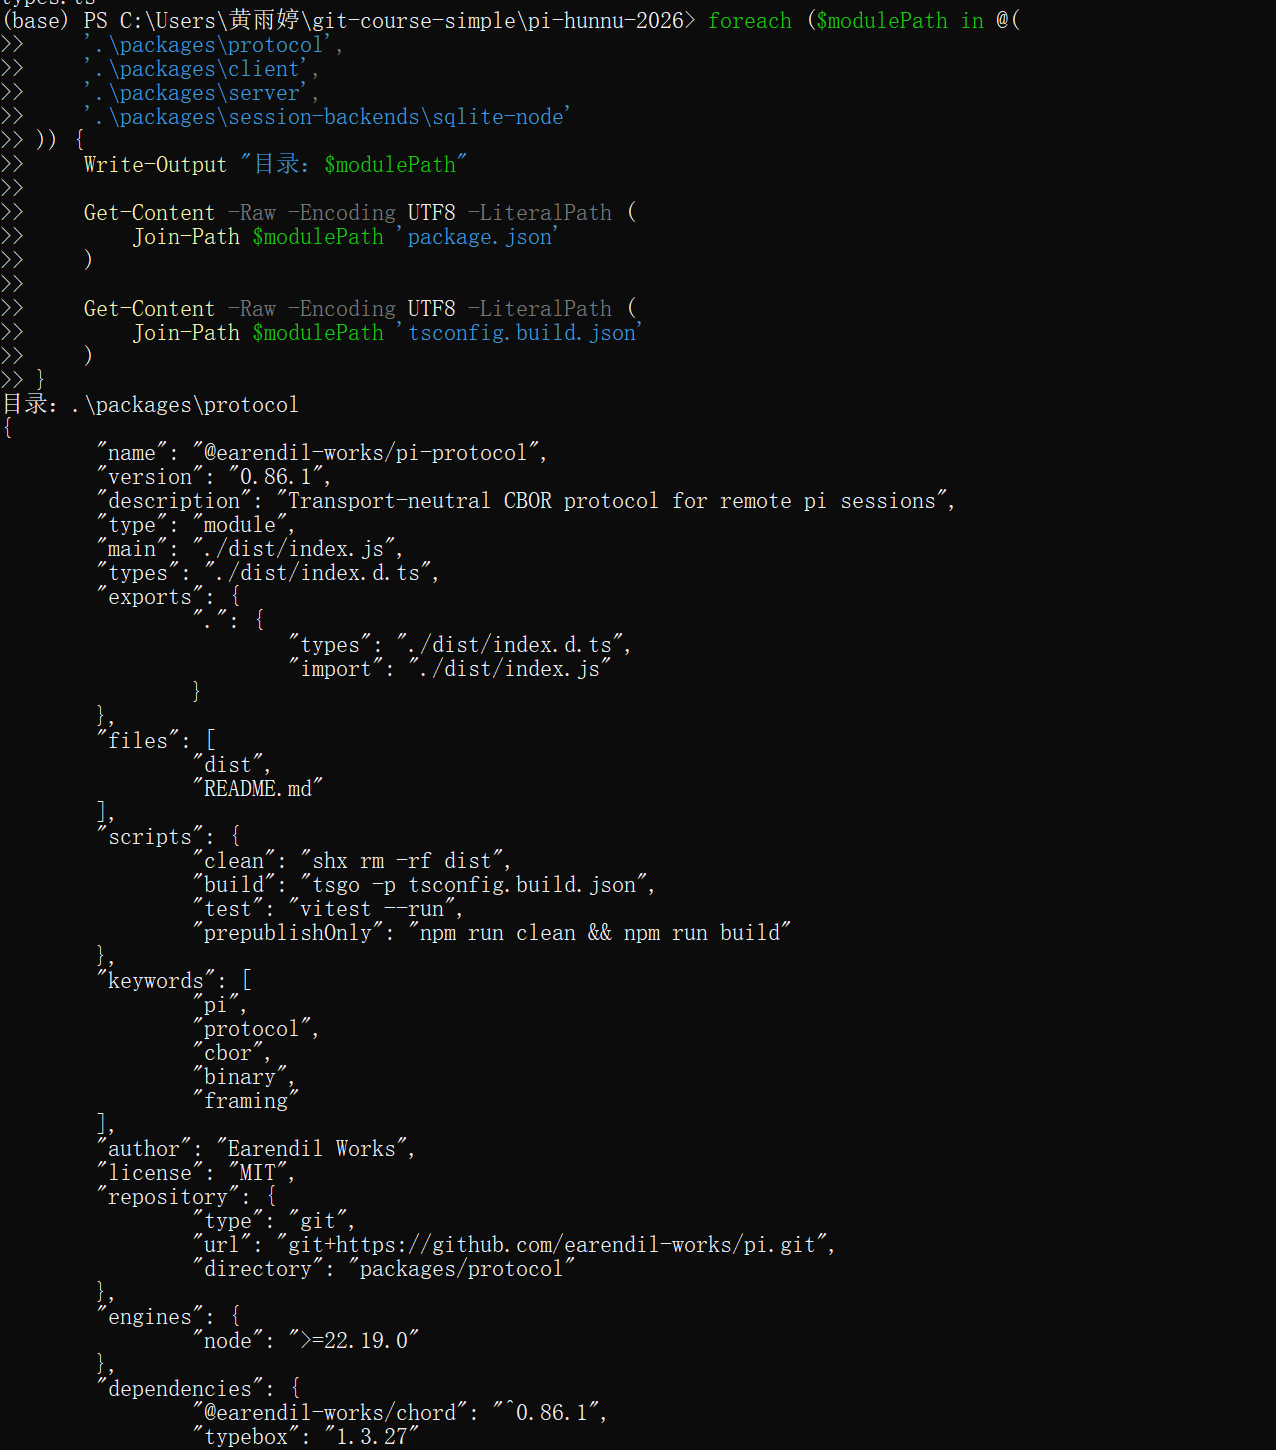 types.ts
(base) PS C:\Users\黄雨婷\git-course-simple\pi-hunnu-2026> foreach ($modulePath in @(
>>     '.\packages\protocol',
>>     '.\packages\client',
>>     '.\packages\server',
>>     '.\packages\session-backends\sqlite-node'
>> )) {
>>     Write-Output "目录：$modulePath"
>>
>>     Get-Content -Raw -Encoding UTF8 -LiteralPath (
>>         Join-Path $modulePath 'package.json'
>>     )
>>
>>     Get-Content -Raw -Encoding UTF8 -LiteralPath (
>>         Join-Path $modulePath 'tsconfig.build.json'
>>     )
>> }
目录：.\packages\protocol
{
        "name": "@earendil-works/pi-protocol",
        "version": "0.86.1",
        "description": "Transport-neutral CBOR protocol for remote pi sessions",
        "type": "module",
        "main": "./dist/index.js",
        "types": "./dist/index.d.ts",
        "exports": {
                ".": {
                        "types": "./dist/index.d.ts",
                        "import": "./dist/index.js"
                }
        },
        "files": [
                "dist",
                "README.md"
        ],
        "scripts": {
                "clean": "shx rm -rf dist",
                "build": "tsgo -p tsconfig.build.json",
                "test": "vitest --run",
                "prepublishOnly": "npm run clean && npm run build"
        },
        "keywords": [
                "pi",
                "protocol",
                "cbor",
                "binary",
                "framing"
        ],
        "author": "Earendil Works",
        "license": "MIT",
        "repository": {
                "type": "git",
                "url": "git+https://github.com/earendil-works/pi.git",
                "directory": "packages/protocol"
        },
        "engines": {
                "node": ">=22.19.0"
        },
        "dependencies": {
                "@earendil-works/chord": "^0.86.1",
                "typebox": "1.3.27"